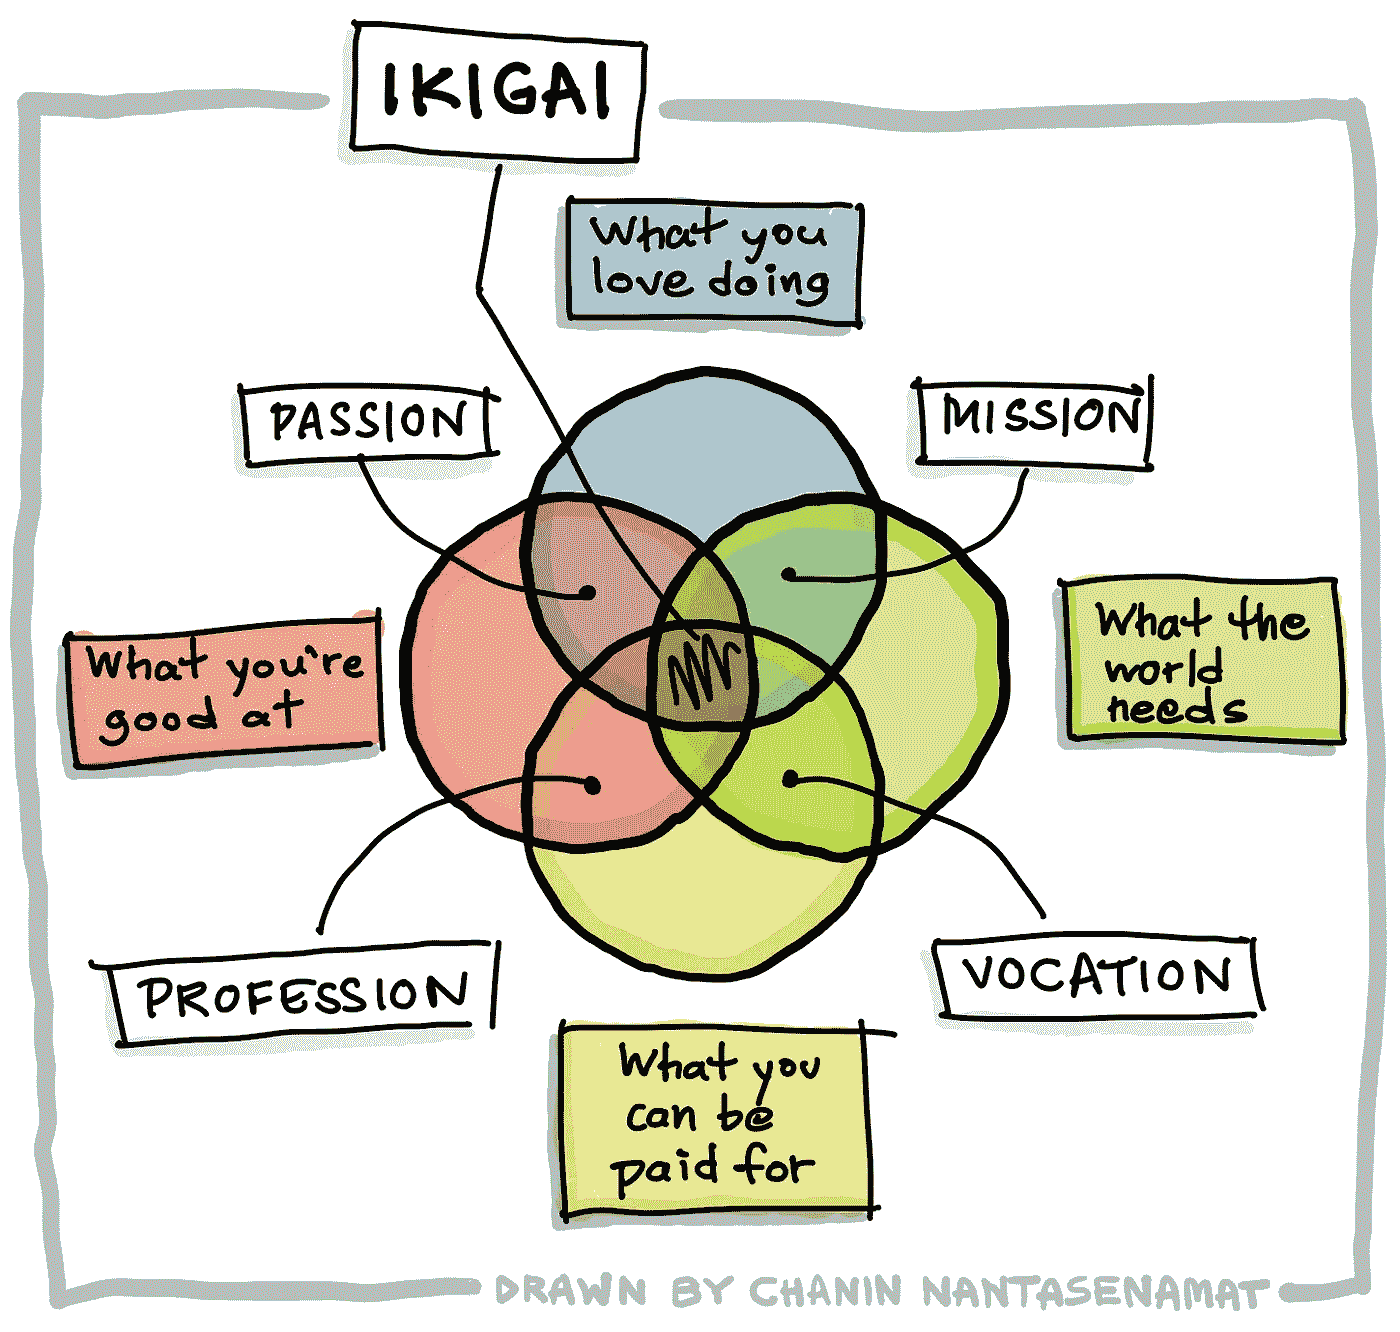 IKIGAI
What you
love doing
PASSION
MISSION
What you're
good at
What the
world
needs
PROFESSION
VOCATION
What you
can be
paid for
DRAWN BY CHANIN NANTASENAMAT